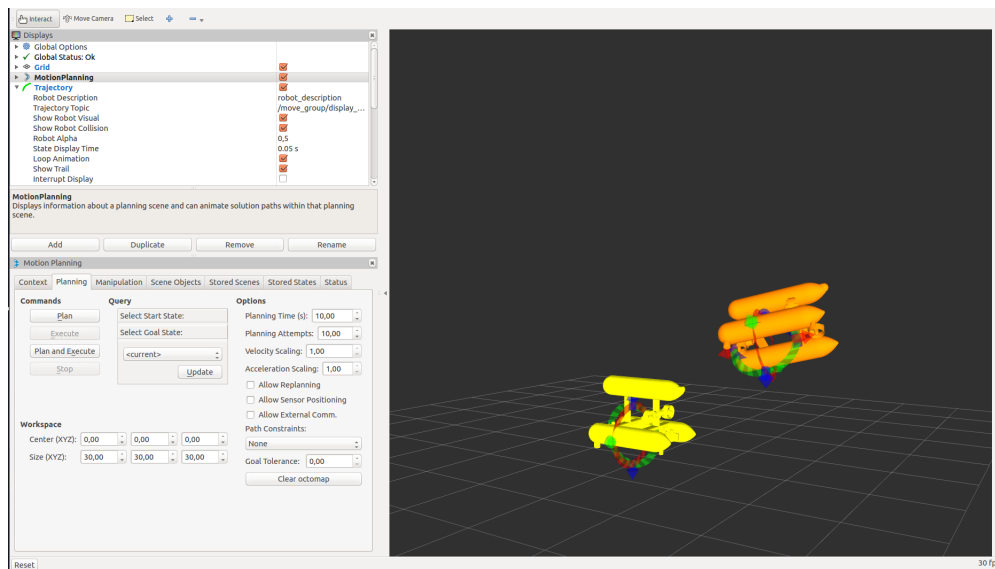 Interact Move Camera Select
Displays
Global Options
Global Status: Ok
Grid
MotionPlanning
Trajectory
Robot Description robot_description
Trajectory Topic /move_group/display_...
Show Robot Visual
Show Robot Collision
Robot Alpha 0,5
State Display Time 0.05 s
Loop Animation
Show Trail
Interrupt Display
MotionPlanning
Displays information about a planning scene and can animate solution paths within that planning
scene.
Add Duplicate Remove Rename
Motion Planning
Context Planning Manipulation Scene Objects Stored Scenes Stored States Status
Commands Query Options
Plan Select Start State: Planning Time (s): 10,00
Execute Select Goal State: Planning Attempts: 10,00
Plan and Execute <current> Velocity Scaling: 1,00
Stop Update Acceleration Scaling: 1,00
Allow Replanning
Allow Sensor Positioning
Allow External Comm.
Workspace Path Constraints:
Center (XYZ): 0,00 0,00 0,00 None
Size (XYZ): 30,00 30,00 30,00 Goal Tolerance: 0,00
Clear octomap
Reset 30 fp